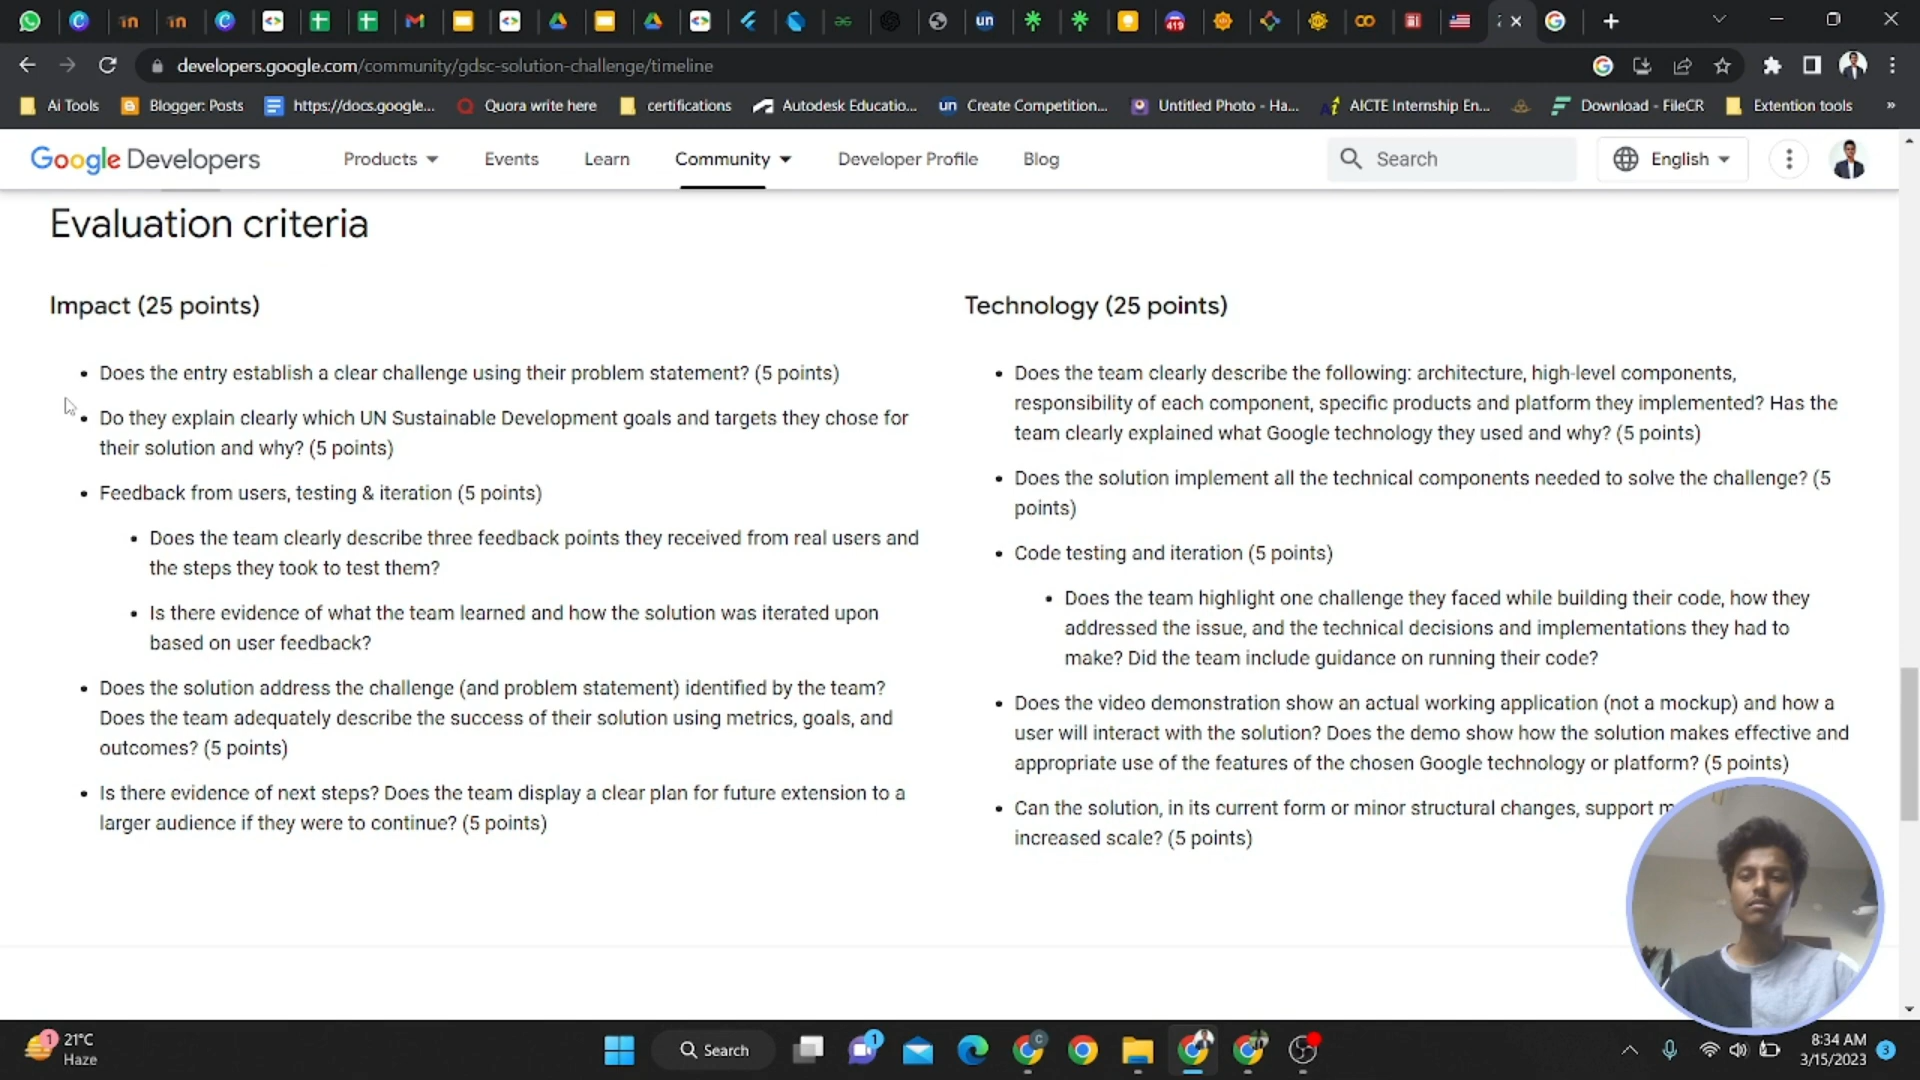 419
developers.google.com/community/gdsc-solution-challenge/timeline
Ai Tools
Blogger: Posts
https://docs.google...
Quora write here
certifications
Autodesk Educatio...
un
Create Competition...
Untitled Photo - Ha...
AICTE Internship En...
Download - FileCR
Extention tools
»
Google Developers
Products
Events
Learn
Community
Developer Profile
Blog
Search
English
Evaluation criteria
Impact (25 points)
• Does the entry establish a clear challenge using their problem statement? (5 points)
• Do they explain clearly which UN Sustainable Development goals and targets they chose for
their solution and why? (5 points)
• Feedback from users, testing & iteration (5 points)
• Does the team clearly describe three feedback points they received from real users and
the steps they took to test them?
• Is there evidence of what the team learned and how the solution was iterated upon
based on user feedback?
• Does the solution address the challenge (and problem statement) identified by the team?
Does the team adequately describe the success of their solution using metrics, goals, and
outcomes? (5 points)
• Is there evidence of next steps? Does the team display a clear plan for future extension to a
larger audience if they were to continue? (5 points)
Technology (25 points)
• Does the team clearly describe the following: architecture, high-level components,
responsibility of each component, specific products and platform they implemented? Has the
team clearly explained what Google technology they used and why? (5 points)
• Does the solution implement all the technical components needed to solve the challenge? (5
points)
• Code testing and iteration (5 points)
• Does the team highlight one challenge they faced while building their code, how they
addressed the issue, and the technical decisions and implementations they had to
make? Did the team include guidance on running their code?
• Does the video demonstration show an actual working application (not a mockup) and how a
user will interact with the solution? Does the demo show how the solution makes effective and
appropriate use of the features of the chosen Google technology or platform? (5 points)
• Can the solution, in its current form or minor structural changes, support
increased scale? (5 points)
1
21°C
Haze
Search
1
8:34 AM
3/15/2023
3